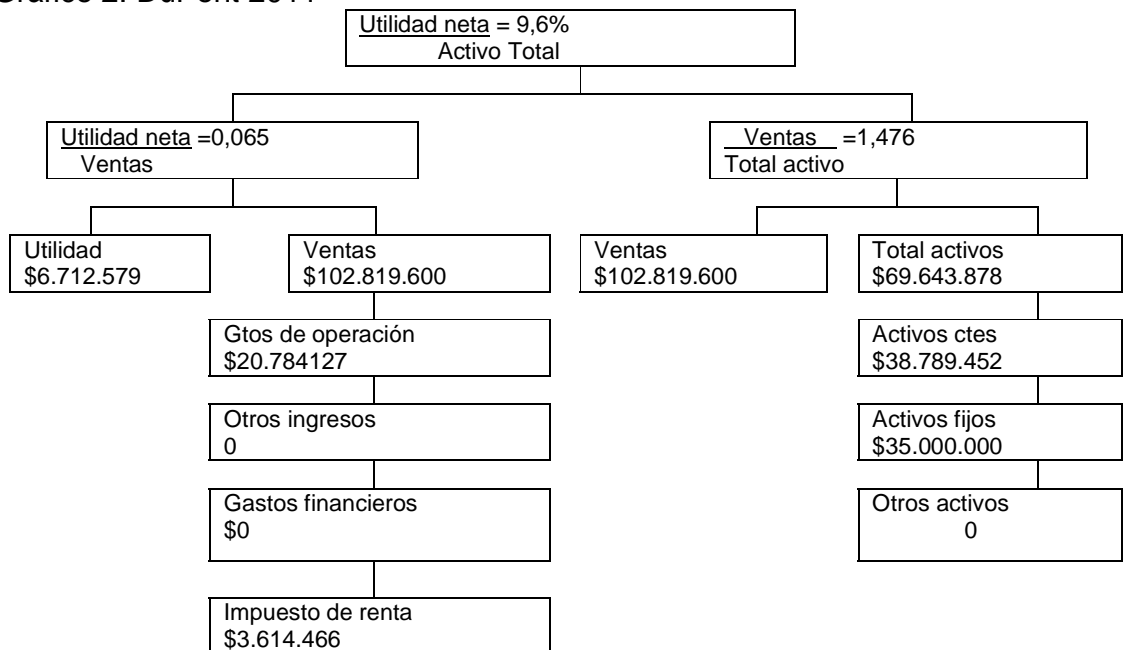 Utilidad neta = 9,6%
Activo Total
Utilidad neta =0,065
Ventas
Ventas =1,476
Total activo
Utilidad
$6.712.579
Ventas
$102.819.600
Ventas
$102.819.600
Total activos
$69.643.878
Gtos de operación
$20.784127
Activos ctes
$38.789.452
Otros ingresos
0
Activos fijos
$35.000.000
Gastos financieros
$0
Otros activos
0
Impuesto de renta
$3.614.466